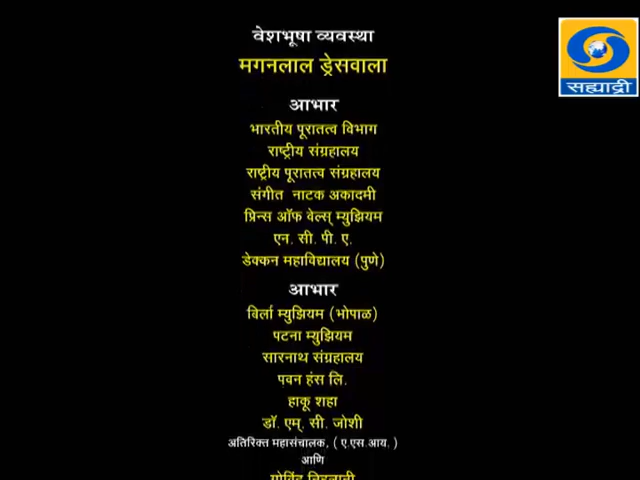 वेशभूषा व्यवस्था
मगनलाल ड्रेसवाला
आभार
भारतीय पूरातत्व विभाग
राष्ट्रीय संग्रहालय
राष्ट्रीय पूरातत्व संग्रहालय
संगीत नाटक अकादमी
प्रिन्स ऑफ वेल्स् म्युझियम
एन. सी. पी. ए.
डेक्कन महाविद्यालय (पुणे)
आभार
विर्ला म्युझियम (भोपाळ)
पटना म्युझियम
सारनाथ संग्रहालय
पवन हंस लि.
हाकू शहा
डॉ. एम्. सी. जोशी
अतिरिक्त महासंचालक, ( ए.एस.आय. )
आणि
सह्याद्री